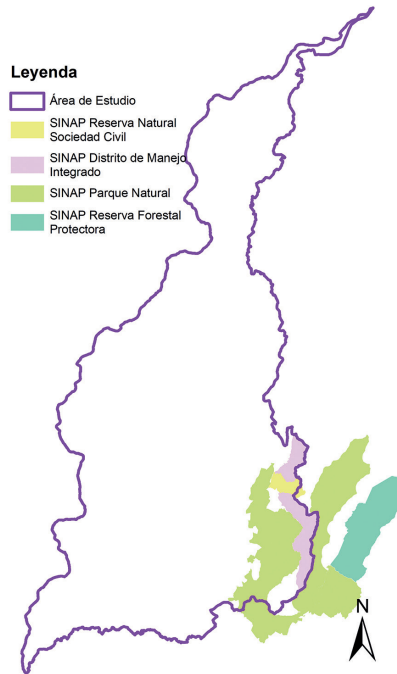 Leyenda
Área de Estudio
SINAP Reserva Natural
Sociedad Civil
SINAP Distrito de Manejo
Integrado
SINAP Parque Natural
SINAP Reserva Forestal
Protectora
N